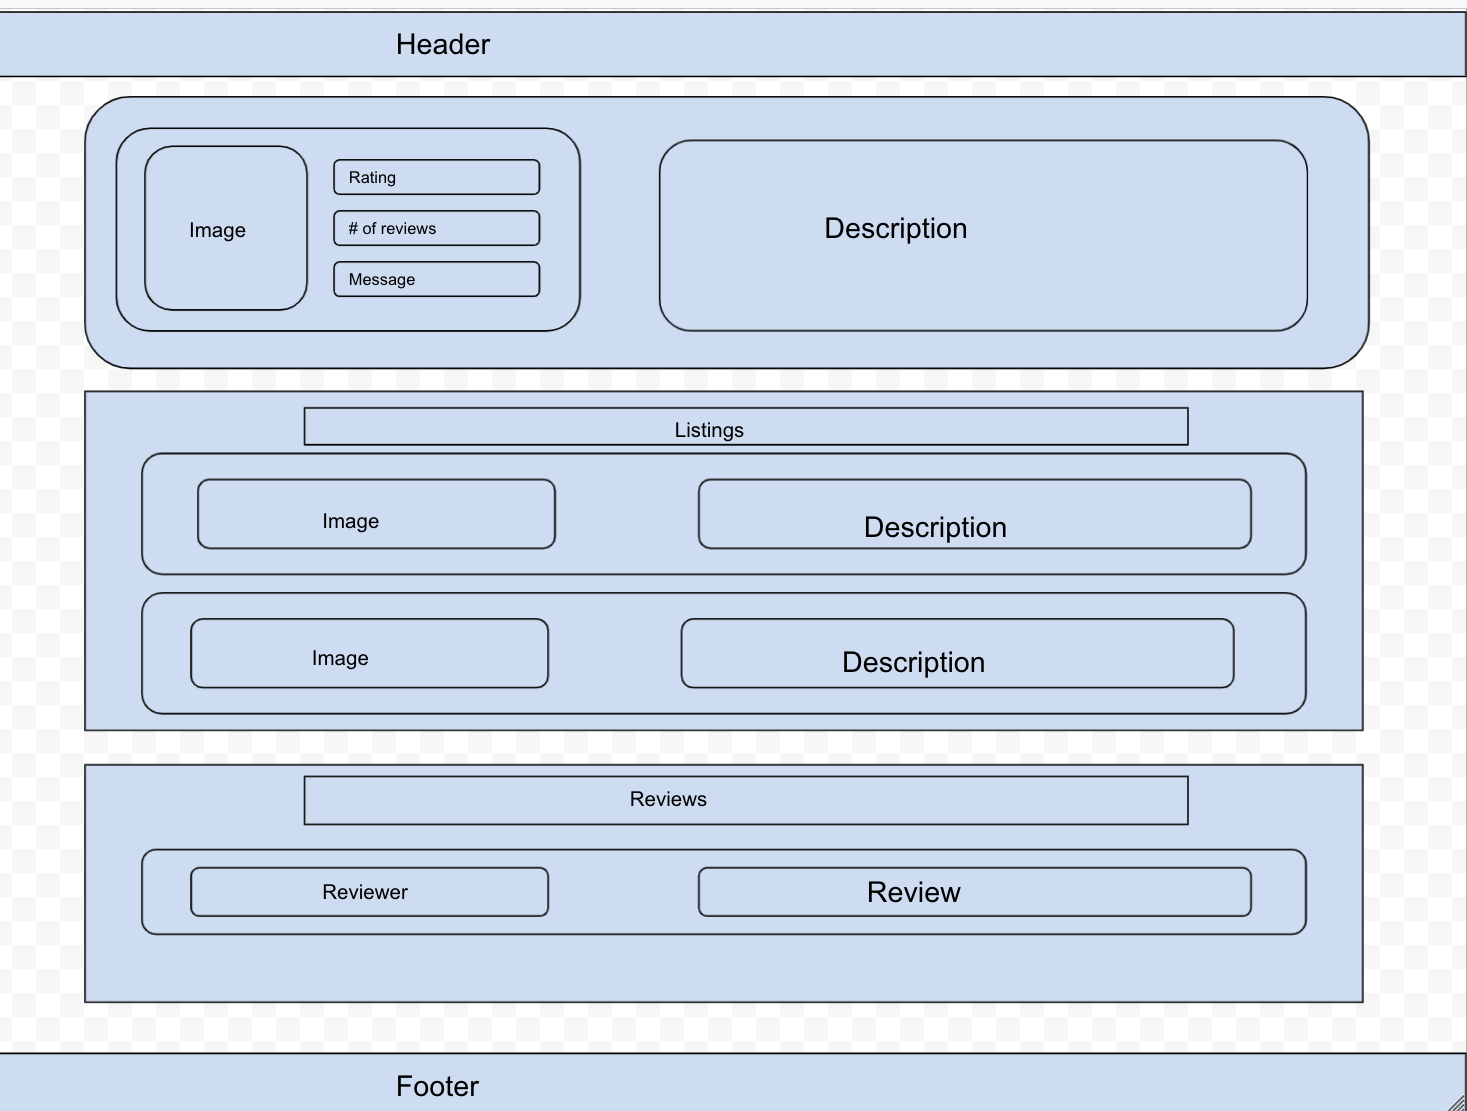 Header
Image
Rating
# of reviews
Message
Description
Listings
Image
Description
Image
Description
Reviews
Reviewer
Review
Footer